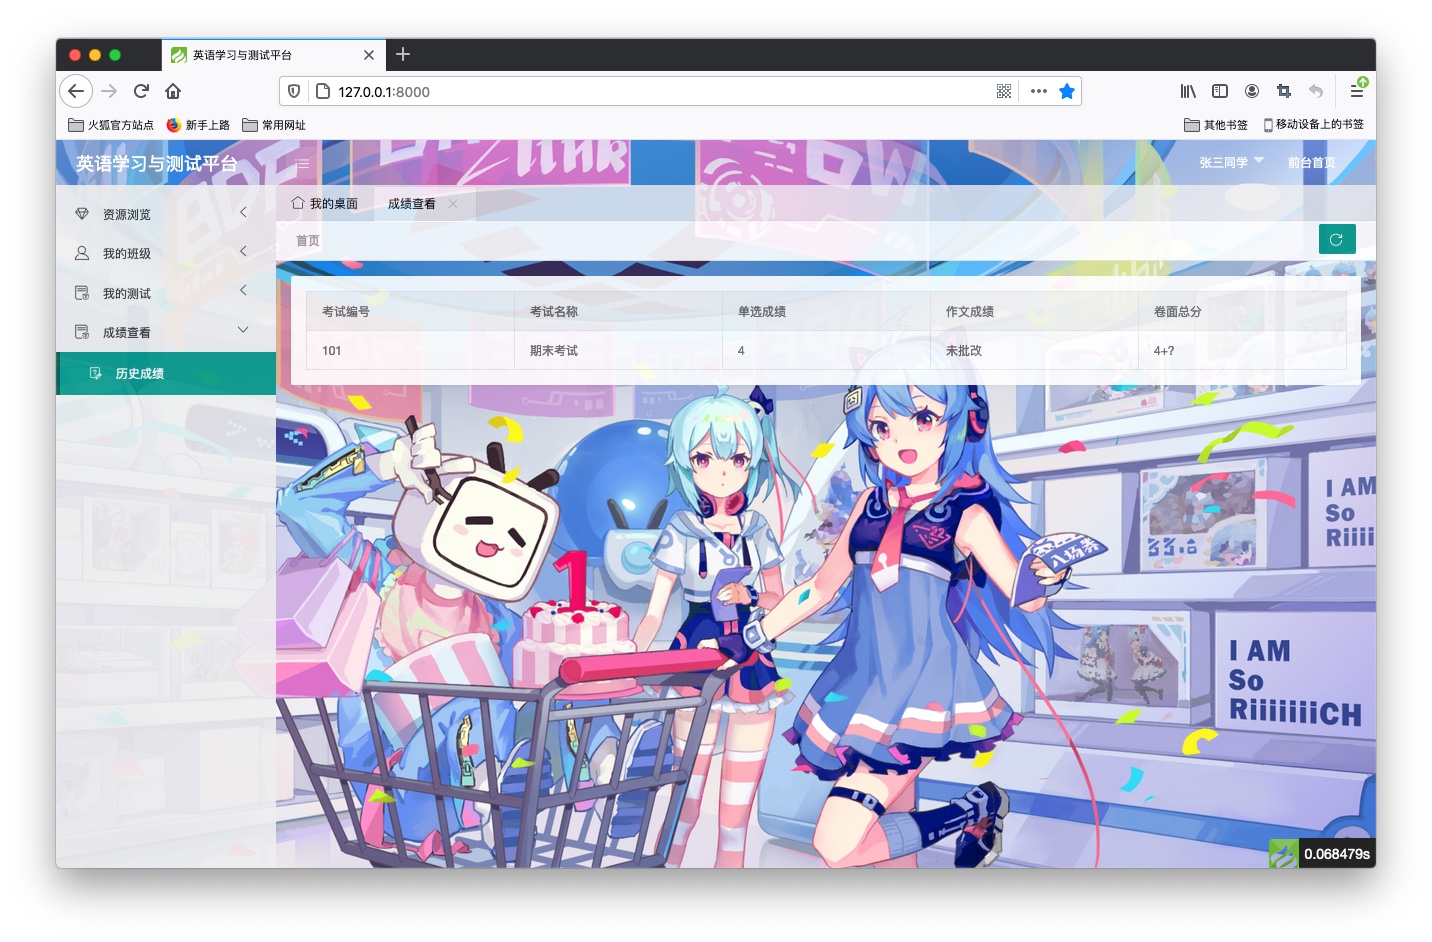 英语学习与测试平台
127.0.0.1:8000
火狐官方站点 新手上路 常用网址 其他书签 移动设备上的书签
英语学习与测试平台 张三同学 前台首页
资源浏览
我的班级
我的测试
成绩查看
历史成绩
我的桌面 成绩查看
首页
考试编号 考试名称 单选成绩 作文成绩 卷面总分
101 期末考试 4 未批改 4+?
link
I AM
So
Riiii
I AM
So
RiiiiiiiCH
0.068479s